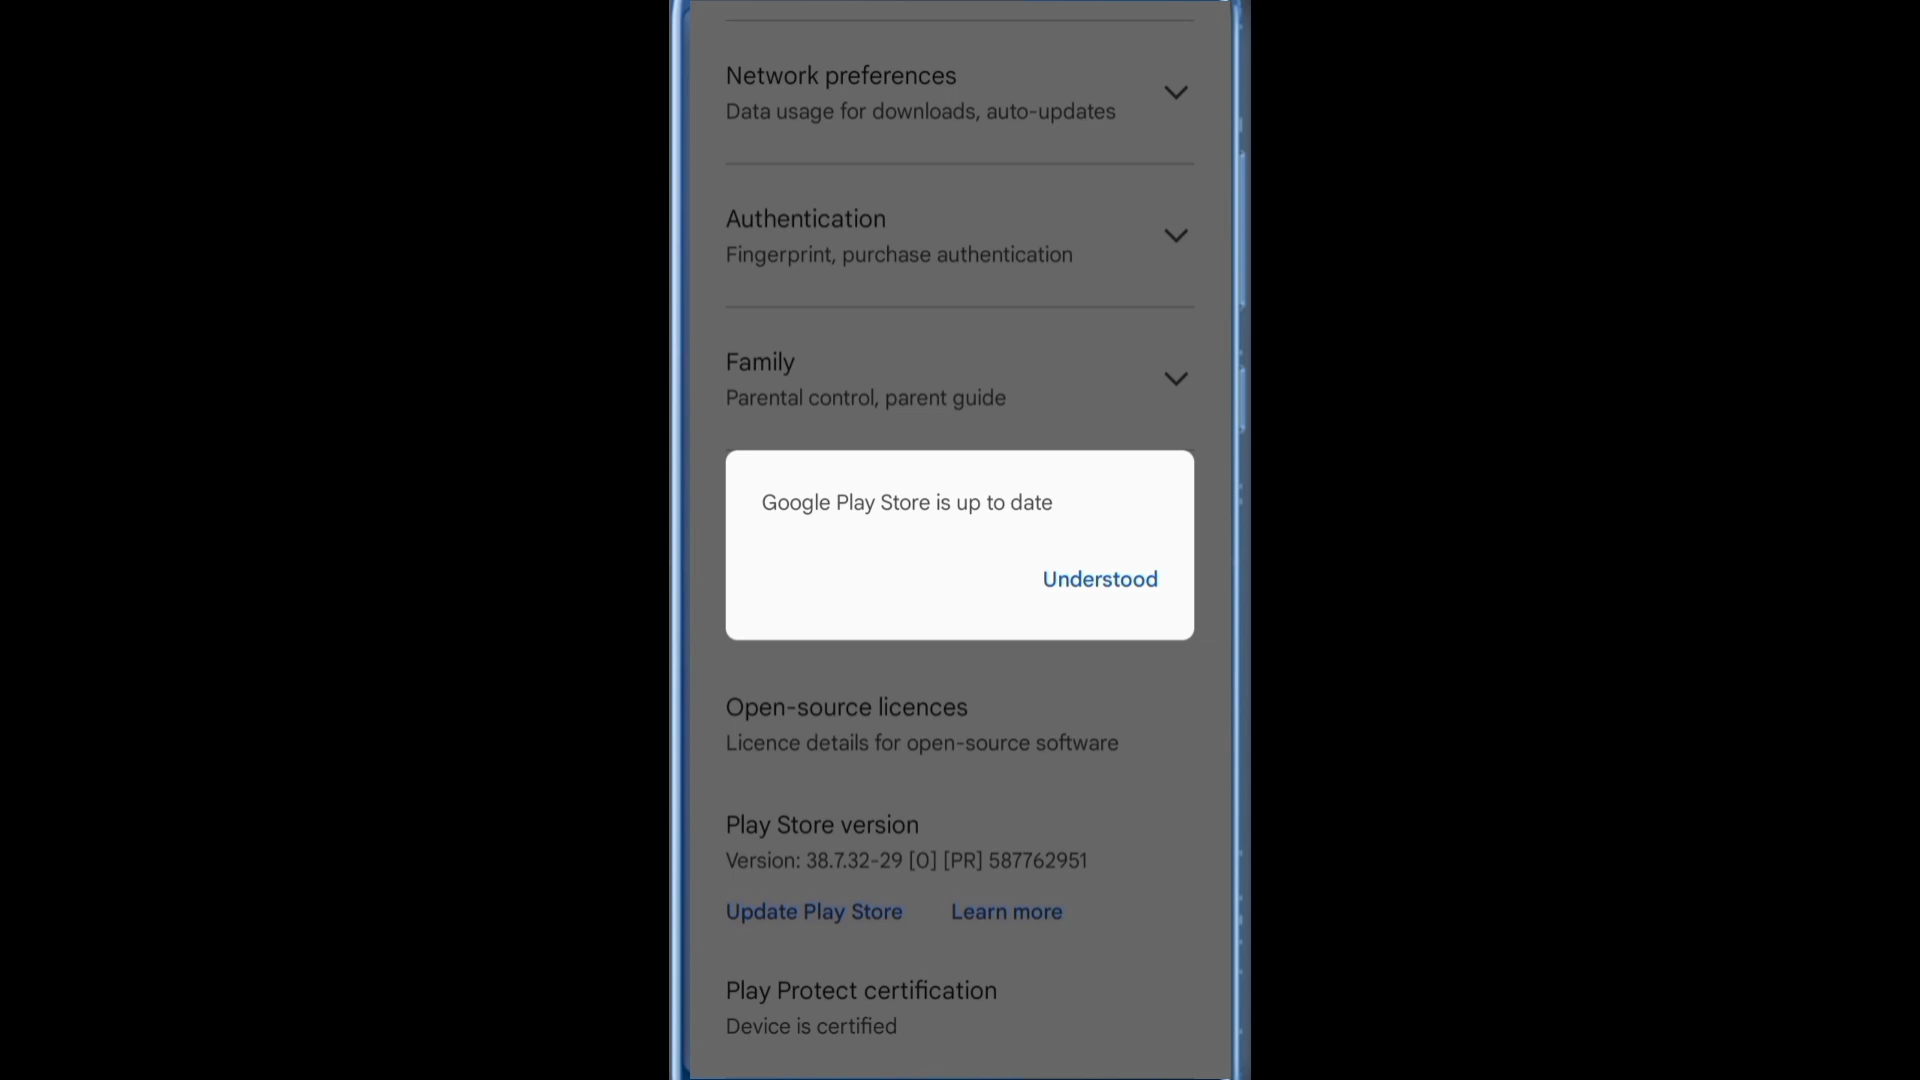 Network preferences
Data usage for downloads, auto-updates
Authentication
Fingerprint, purchase authentication
Family
Parental control, parent guide
Google Play Store is up to date
Understood
Open-source licences
Licence details for open-source software
Play Store version
Version: 38.7.32-29 [0] [PR] 587762951
Update Play Store Learn more
Play Protect certification
Device is certified